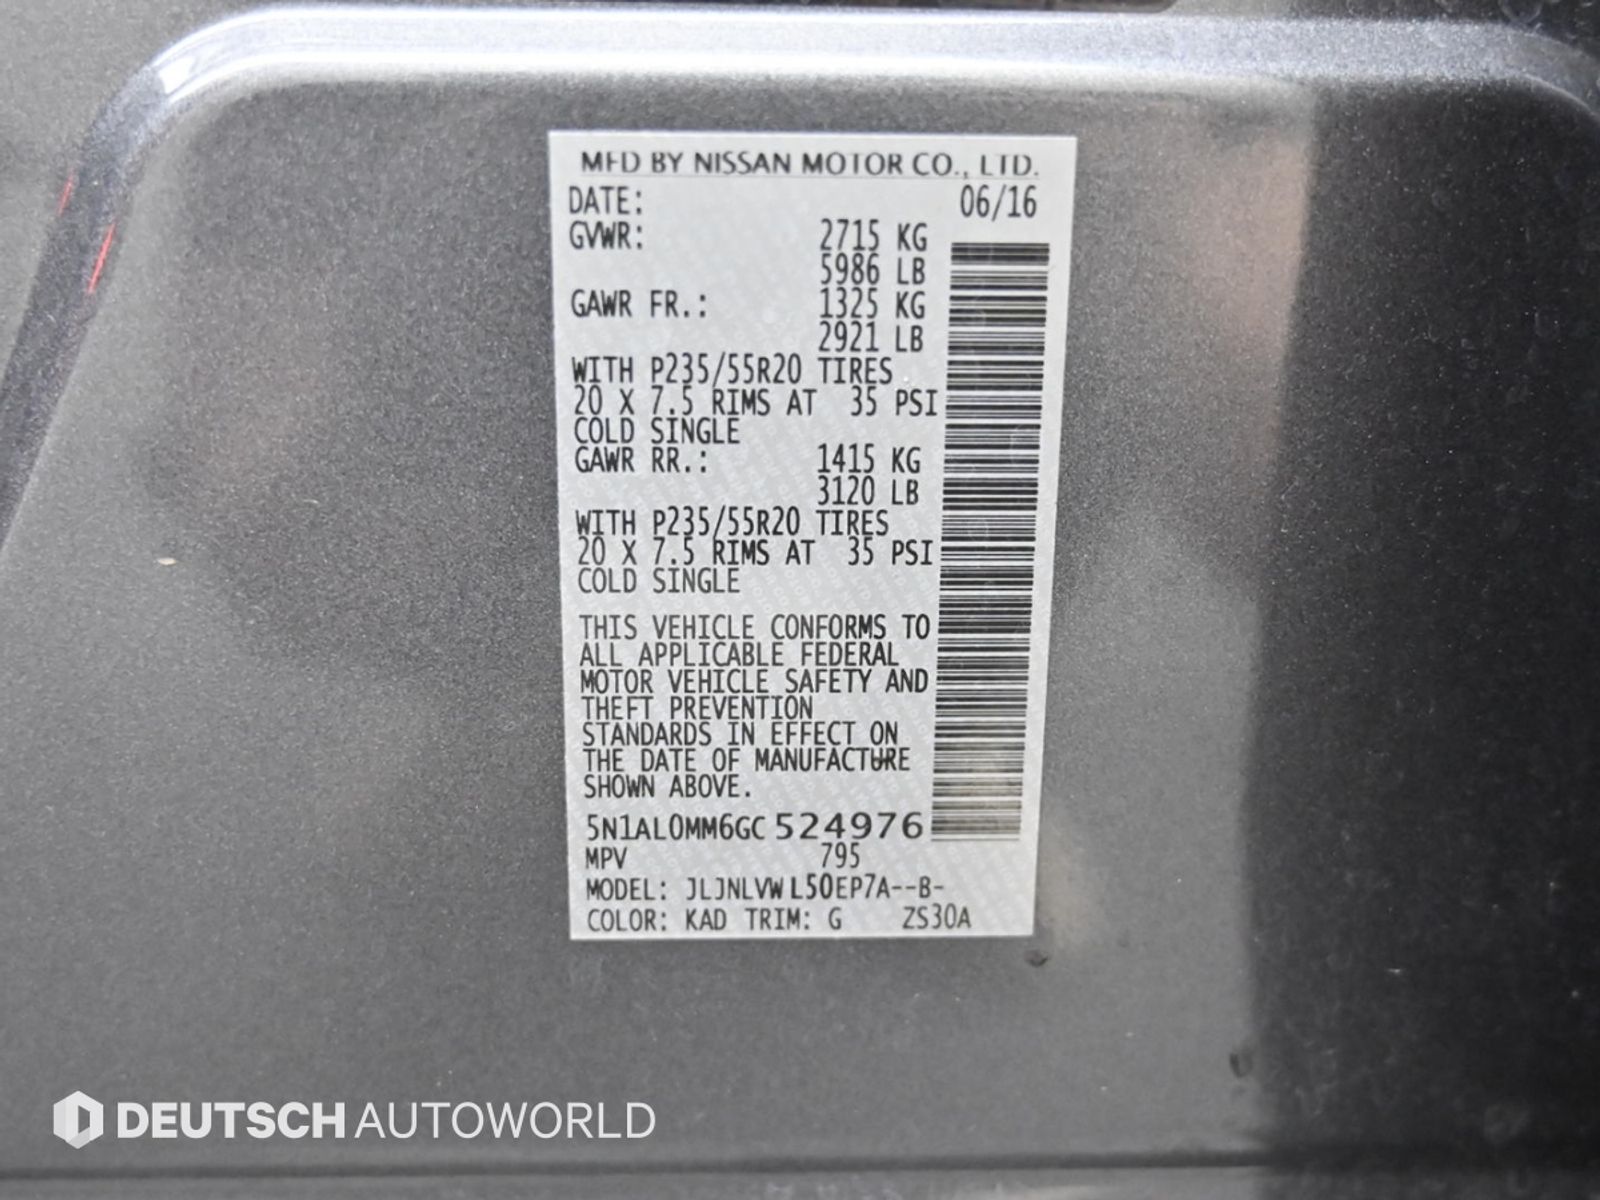 MFD BY NISSAN MOTOR CO., LTD.
DATE: 06/16
GVWR: 2715 KG
5986 LB
GAWR FR.: 1325 KG
2921 LB
WITH P235/55R20 TIRES
20 X 7.5 RIMS AT 35 PSI
COLD SINGLE
GAWR RR.: 1415 KG
3120 LB
WITH P235/55R20 TIRES
20 X 7.5 RIMS AT 35 PSI
COLD SINGLE
THIS VEHICLE CONFORMS TO
ALL APPLICABLE FEDERAL
MOTOR VEHICLE SAFETY AND
THEFT PREVENTION
STANDARDS IN EFFECT ON
THE DATE OF MANUFACTURE
SHOWN ABOVE.
5N1AL0MM6GC 524976
MPV 795
MODEL: JLJNLVW L50EP7A--B-
COLOR: KAD TRIM: G ZS30A
DEUTSCH AUTOWORLD